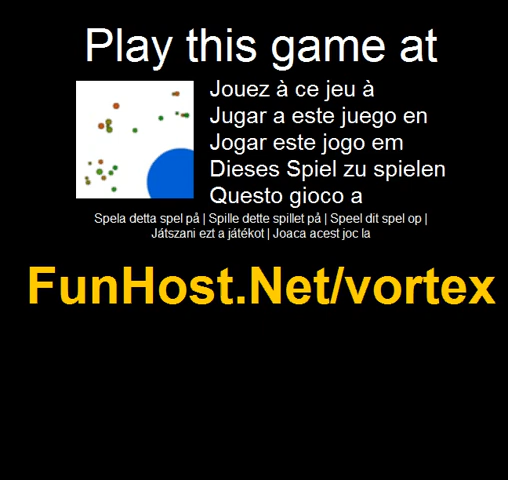 Play this game at
Jouez à ce jeu à
Jugar a este juego en
Jogar este jogo em
Dieses Spiel zu spielen
Questo gioco a
Spela detta spel på | Spille dette spillet på | Speel dit spel op |
Játszani ezt a játékot | Joaca acest joc la
FunHost.Net/vortex